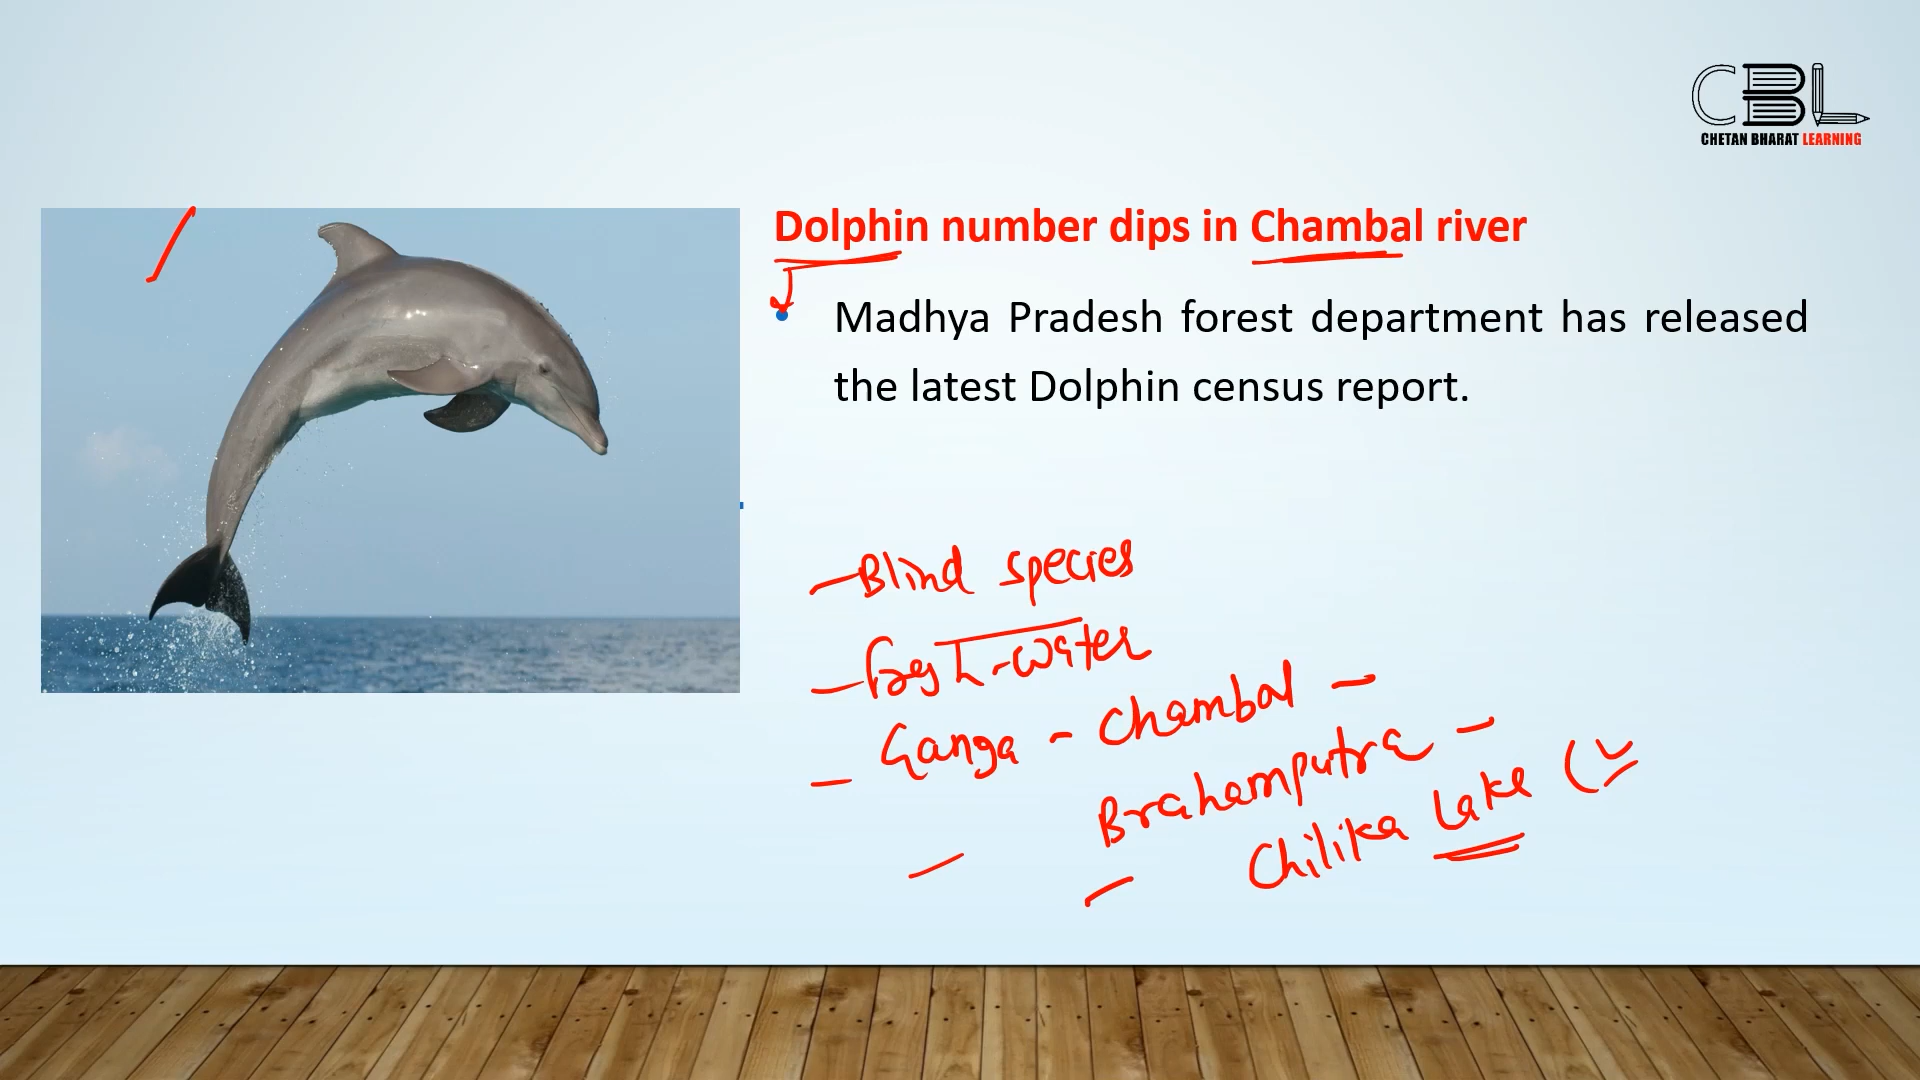 CBL
CHETAN BHARAT LEARNING
Dolphin number dips in Chambal river
• Madhya Pradesh forest department has released
the latest Dolphin census report.
- Blind species
- Fresh-water
- Ganga - Chambal -
Brahamputra -
- Chilika Lake (